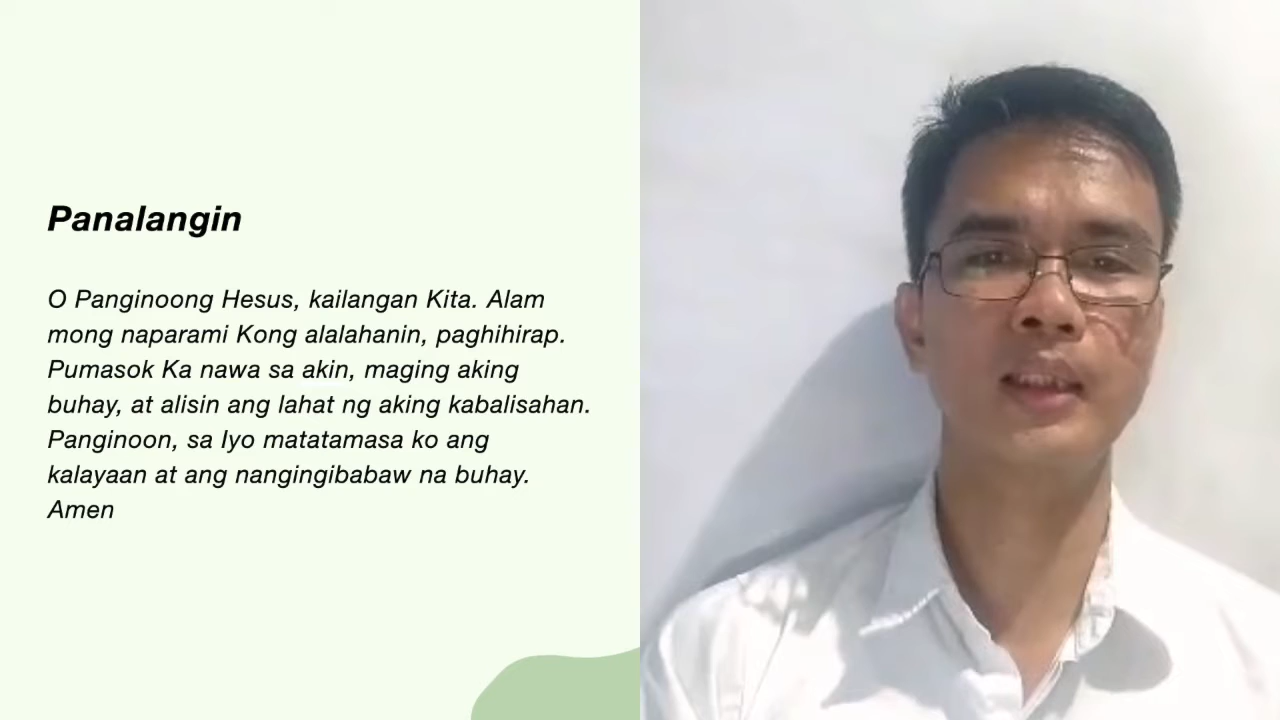 Panalangin
O Panginoong Hesus, kailangan Kita. Alam
mong naparami Kong alalahanin, paghihirap.
Pumasok Ka nawa sa akin, maging aking
buhay, at alisin ang lahat ng aking kabalisahan.
Panginoon, sa Iyo matatamasa ko ang
kalayaan at ang nangingibabaw na buhay.
Amen